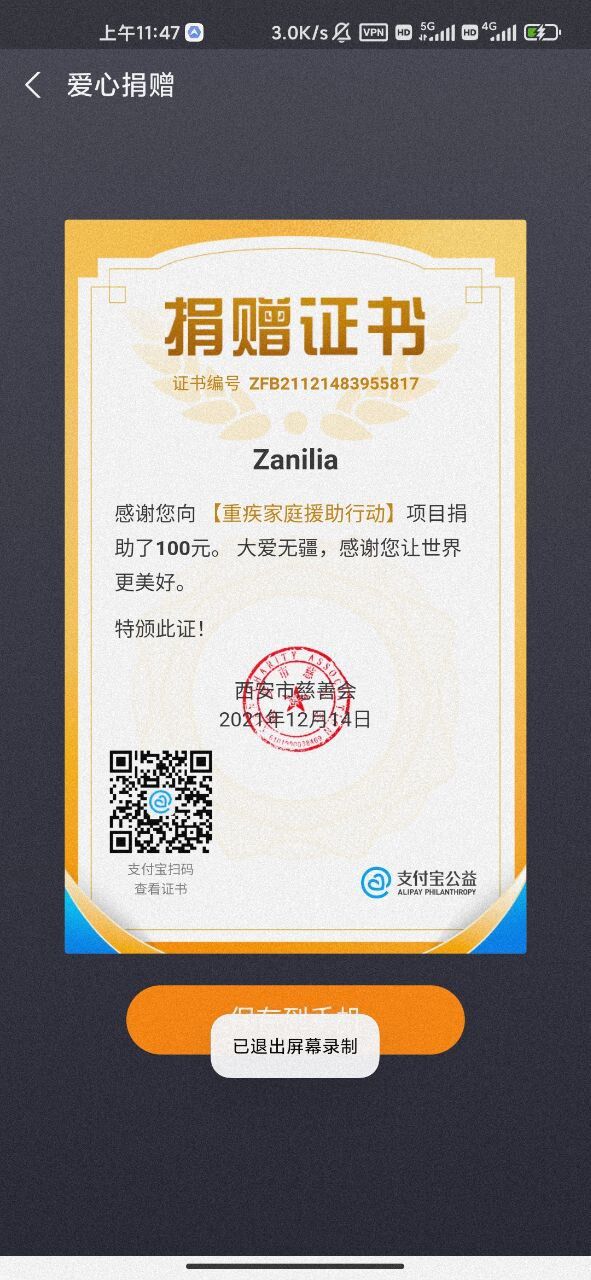 上午11:47
3.0K/s VPN HD 5G HD 4G
爱心捐赠
捐赠证书
证书编号 ZFB21121483955817
Zanilia
感谢您向【重疾家庭援助行动】项目捐
助了100元。 大爱无疆，感谢您让世界
更美好。
特颁此证！
西安市慈善会
2021年12月14日
支付宝扫码
查看证书
支付宝公益
ALIPAY PHILANTHROPY
保存到手机
已退出屏幕录制